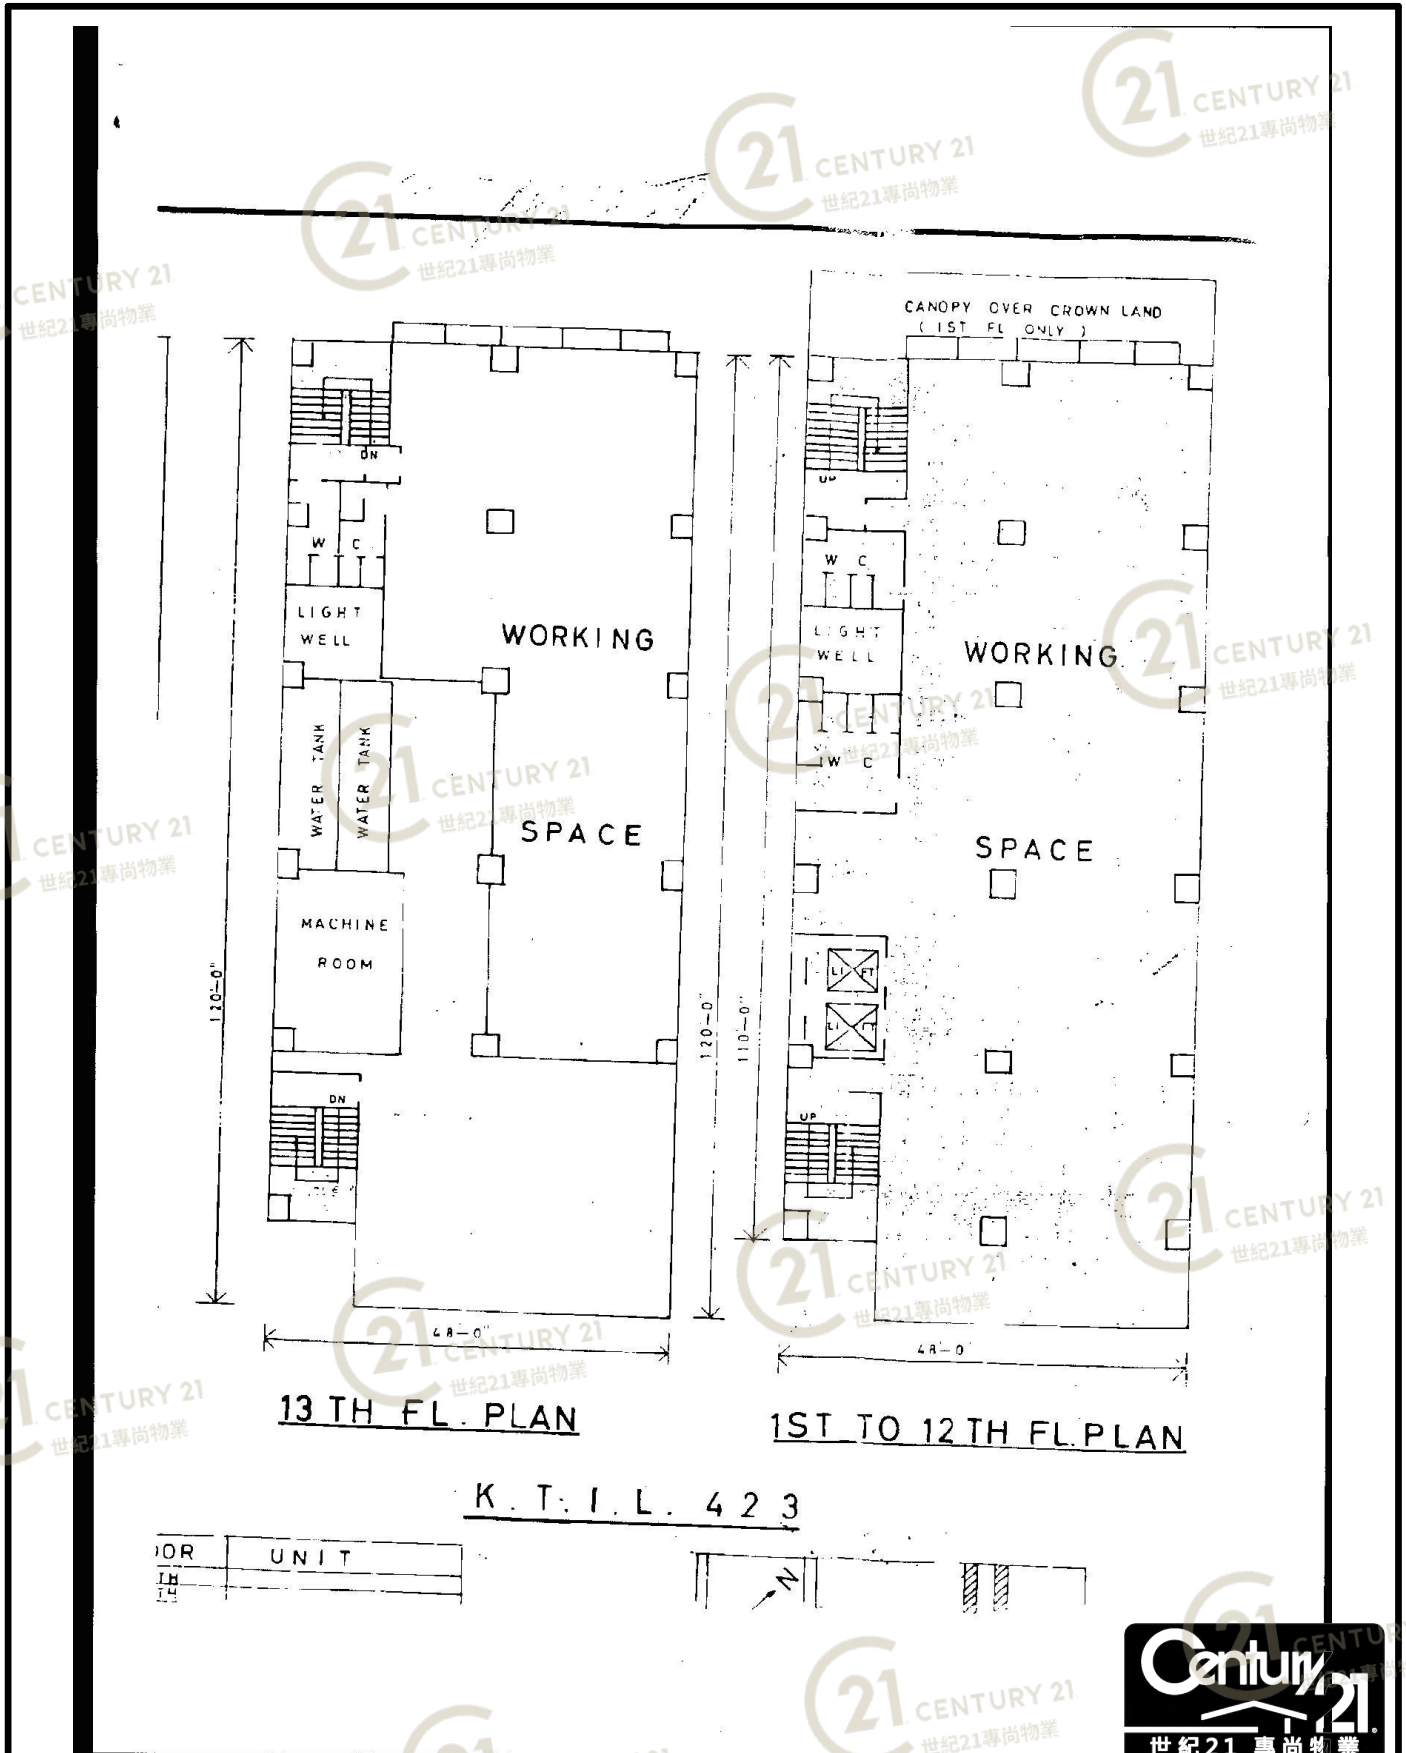 CANOPY OVER CROWN LAND
( 1ST FL ONLY )
DN
W C
LIGHT
WELL
WORKING
SPACE
WATER TANK
WATER TANK
MACHINE
ROOM
DN
120'-0"
48-0"
13 TH FL. PLAN
UP
W C
LIGHT
WELL
W C
WORKING
SPACE
LIFT
LIFT
UP
120'-0"
110'-0"
48-0
1ST TO 12TH FL. PLAN
K. T. I. L. 423
UNIT
TH
TH
N
CENTURY 21
世紀21專尚物業
Century 21
世紀21 專尚物業